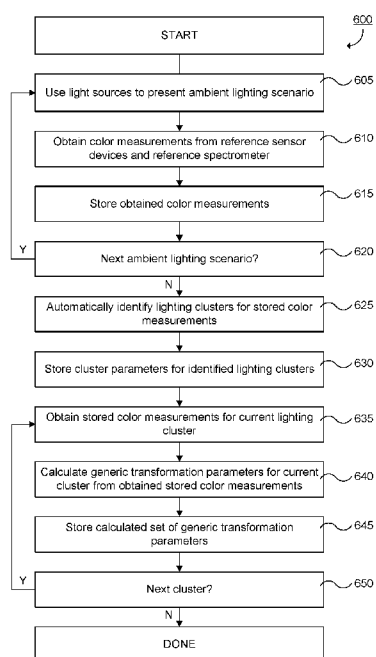 600
START
Use light sources to present ambient lighting scenario
605
Obtain color measurements from reference sensor
devices and reference spectrometer
610
Store obtained color measurements
615
Y
Next ambient lighting scenario?
620
N
Automatically identify lighting clusters for stored color
measurements
625
Store cluster parameters for identified lighting clusters
630
Obtain stored color measurements for current lighting
cluster
635
Calculate generic transformation parameters for current
cluster from obtained stored color measurements
640
Store calculated set of generic transformation
parameters
645
Y
Next cluster?
650
N
DONE